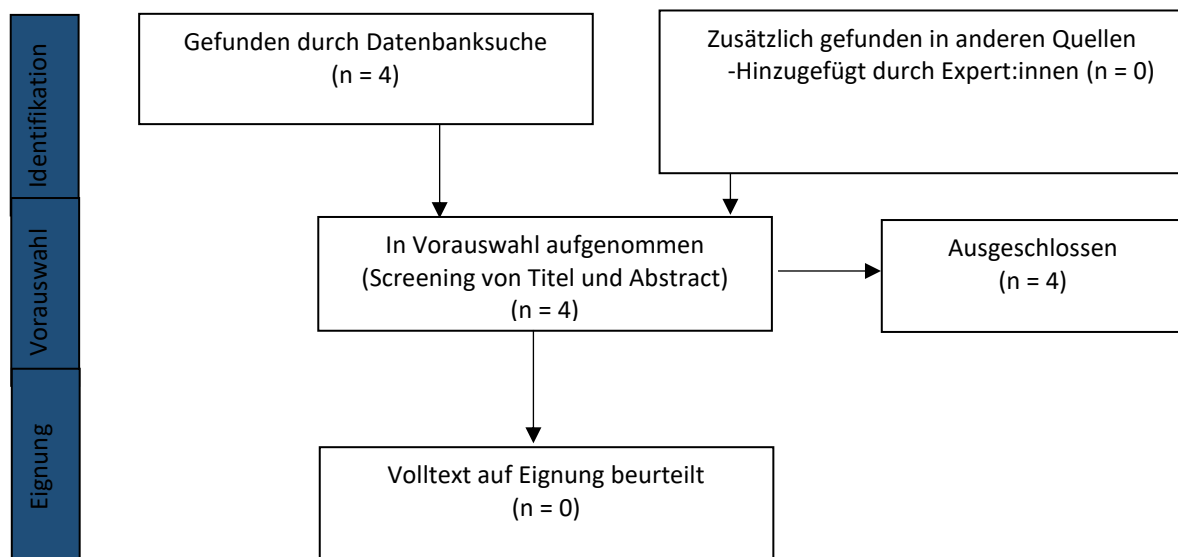 Identifikation
Gefunden durch Datenbanksuche
(n = 4)
Zusätzlich gefunden in anderen Quellen
-Hinzugefügt durch Expert:innen (n = 0)
Vorauswahl
In Vorauswahl aufgenommen
(Screening von Titel und Abstract)
(n = 4)
Ausgeschlossen
(n = 4)
Eignung
Volltext auf Eignung beurteilt
(n = 0)